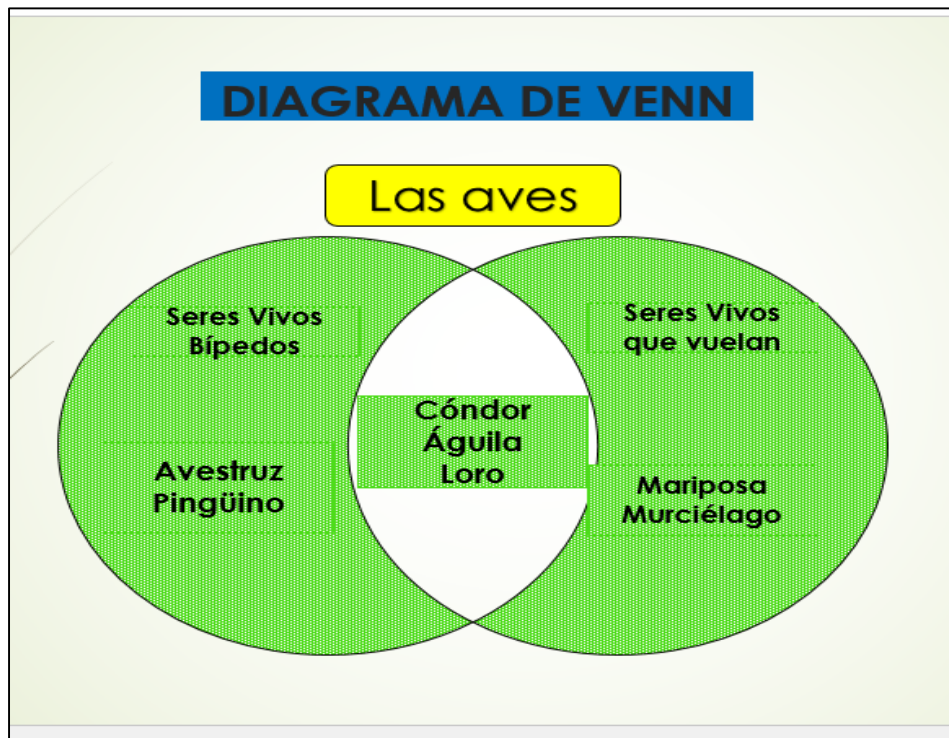 DIAGRAMA DE VENN
Las aves
Seres Vivos
Bípedos
Avestruz
Pingüino
Cóndor
Águila
Loro
Seres Vivos
que vuelan
Mariposa
Murciélago